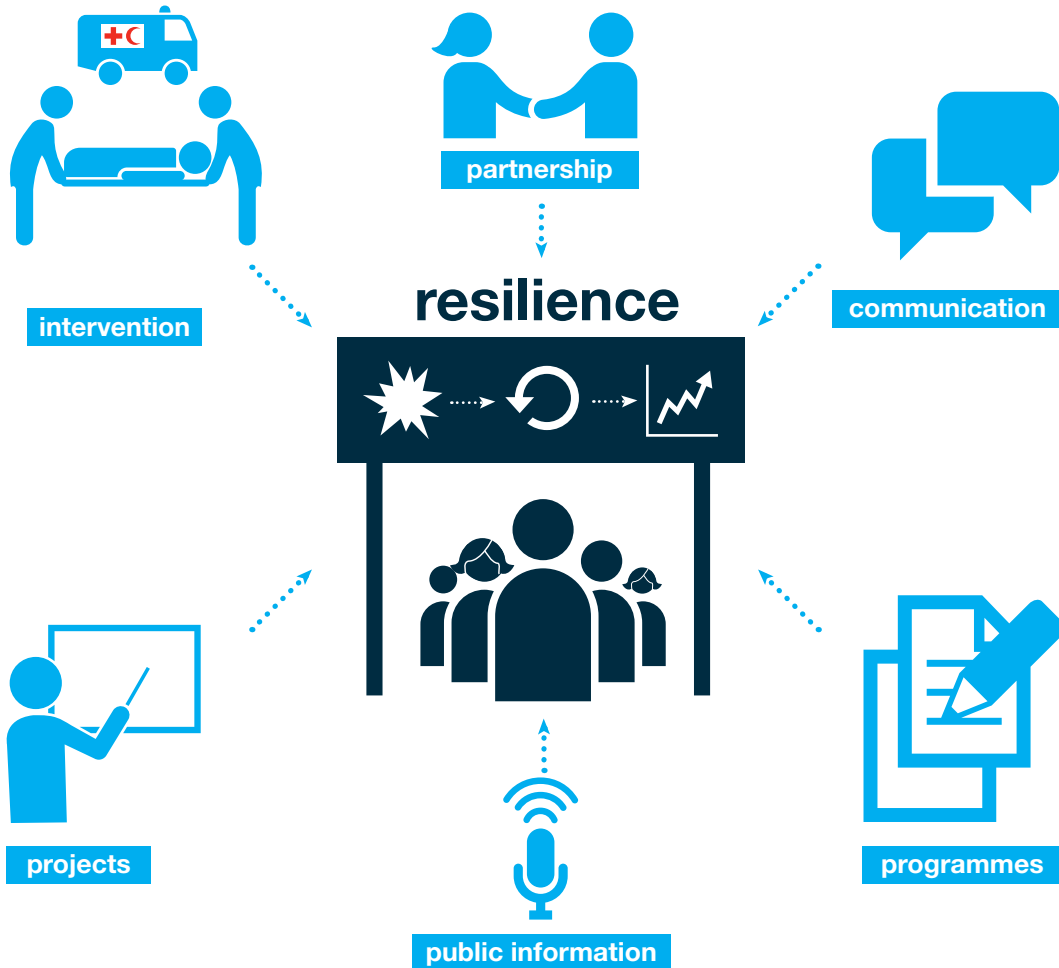 partnership
resilience
intervention
communication
projects
programmes
public information